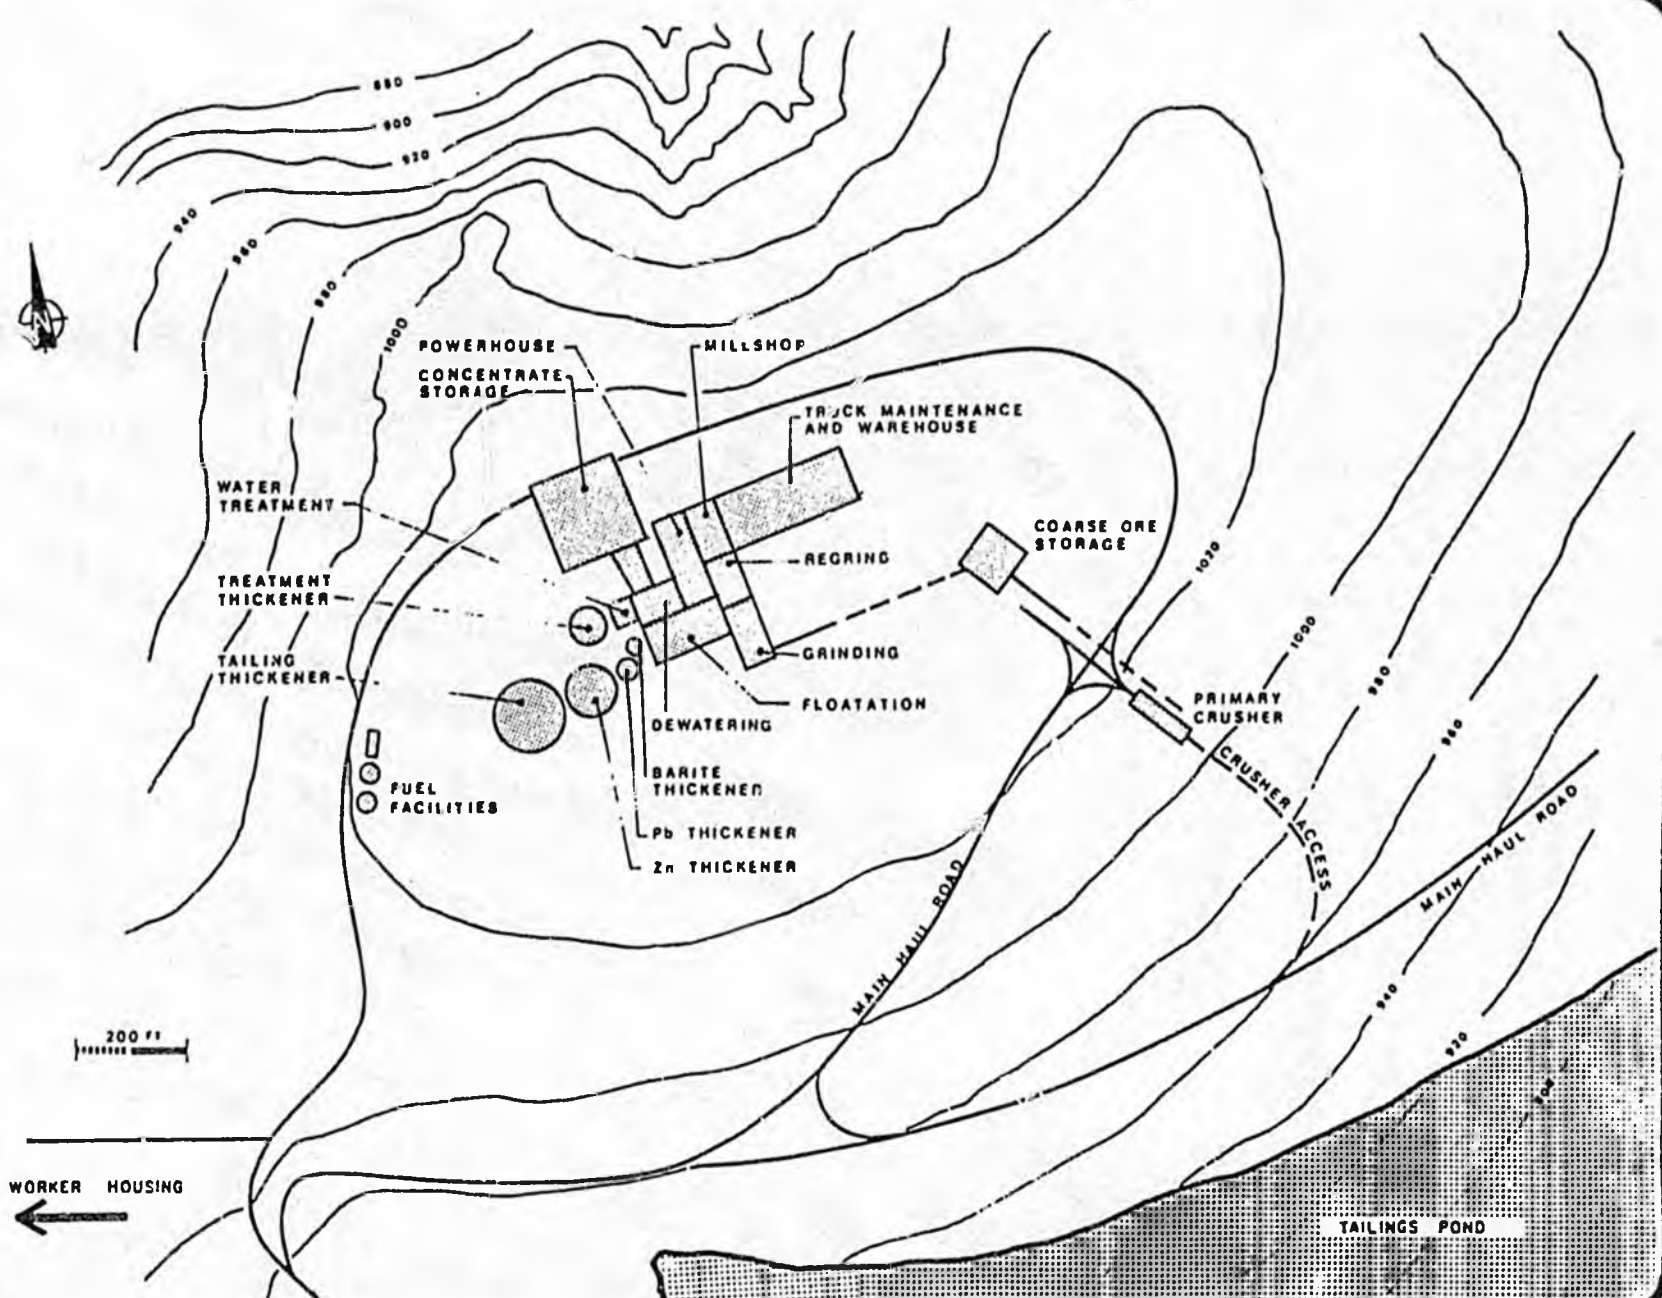 880
900
920
940
960
980
1000
N
POWERHOUSE
MILLSHOP
CONCENTRATE
STORAGE
TRUCK MAINTENANCE
AND WAREHOUSE
WATER
TREATMENT
COARSE ORE
STORAGE
REGRING
1020
TREATMENT
THICKENER
1000
GRINDING
TAILING
THICKENER
980
PRIMARY
CRUSHER
FLOATATION
DEWATERING
960
CRUSHER ACCESS
BARITE
THICKENER
FUEL
FACILITIES
MAIN HAUL ROAD
Pb THICKENER
Zn THICKENER
MAIN HAUL ROAD
940
920
200 FT
WORKER HOUSING
TAILINGS POND